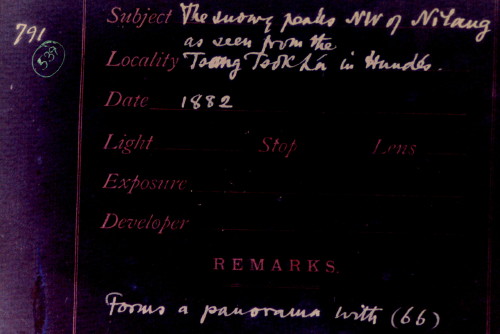 791
539
Subject The snowy peaks NW of Nilang
as seen from the
Locality Tsang Tsok La in Hundes.
Date 1882
Light Stop Lens
Exposure
Developer
REMARKS.
Forms a panorama with (66)